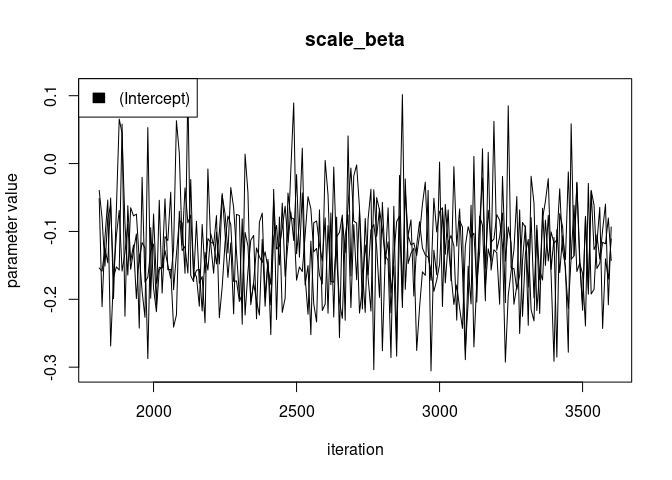 scale_beta
(Intercept)
0.1
0.0
-0.1
-0.2
-0.3
parameter value
2000 2500 3000 3500
iteration